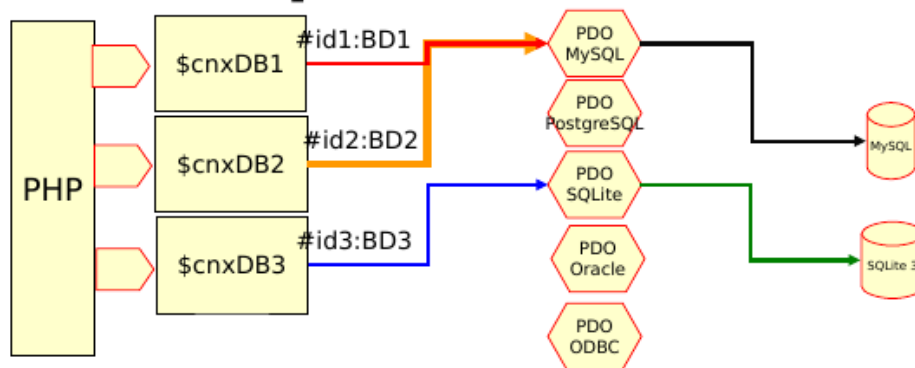 PHP
$cnxDB1
$cnxDB2
$cnxDB3
#id1:BD1
#id2:BD2
#id3:BD3
PDO
MySQL
PDO
PostgreSQL
PDO
SQLite
PDO
Oracle
PDO
ODBC
MySQL
SQLite 3